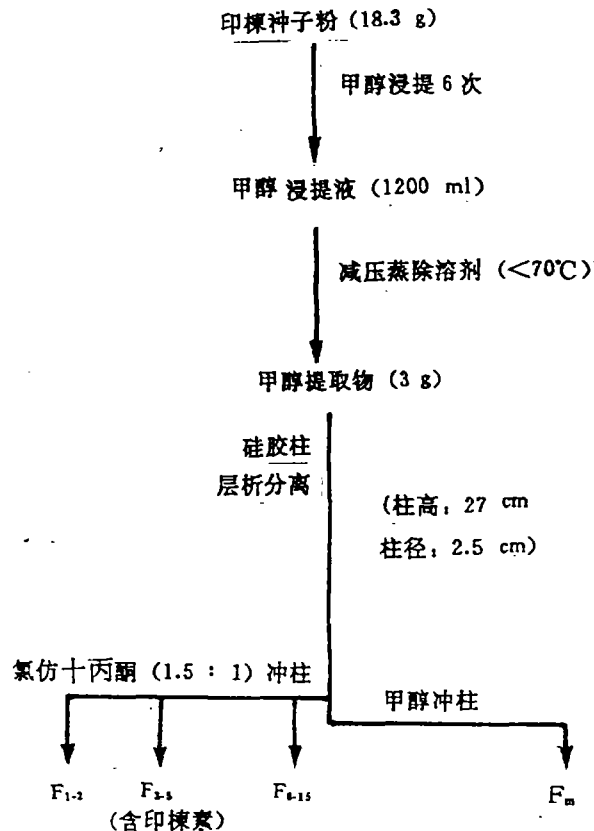 印楝种子粉 (18.3 g)
甲醇浸提6次
甲醇浸提液 (1200 ml)
减压蒸除溶剂 (<70℃)
甲醇提取物 (3 g)
硅胶柱
层析分离
(柱高: 27 cm
柱径: 2.5 cm)
氯仿十丙酮 (1.5 : 1) 冲柱
甲醇冲柱
F1-2
F3-5
F6-15
Fm
(含印楝素)